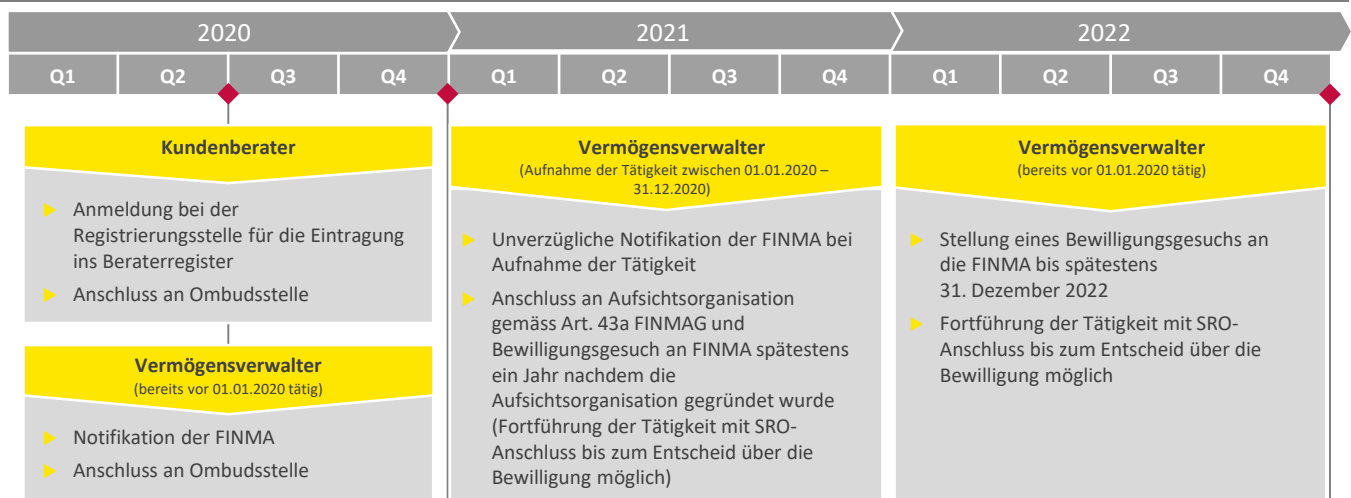 2020
2021
2022
Q1 Q2 Q3 Q4 Q1 Q2 Q3 Q4 Q1 Q2 Q3 Q4
Kundenberater
Anmeldung bei der
Registrierungsstelle für die Eintragung
ins Beraterregister
Anschluss an Ombudsstelle
Vermögensverwalter
(bereits vor 01.01.2020 tätig)
Notifikation der FINMA
Anschluss an Ombudsstelle
Vermögensverwalter
(Aufnahme der Tätigkeit zwischen 01.01.2020 –
31.12.2020)
Unverzügliche Notifikation der FINMA bei
Aufnahme der Tätigkeit
Anschluss an Aufsichtsorganisation
gemäss Art. 43a FINMAG und
Bewilligungsgesuch an FINMA spätestens
ein Jahr nachdem die
Aufsichtsorganisation gegründet wurde
(Fortführung der Tätigkeit mit SRO-
Anschluss bis zum Entscheid über die
Bewilligung möglich)
Vermögensverwalter
(bereits vor 01.01.2020 tätig)
Stellung eines Bewilligungsgesuchs an
die FINMA bis spätestens
31. Dezember 2022
Fortführung der Tätigkeit mit SRO-
Anschluss bis zum Entscheid über die
Bewilligung möglich